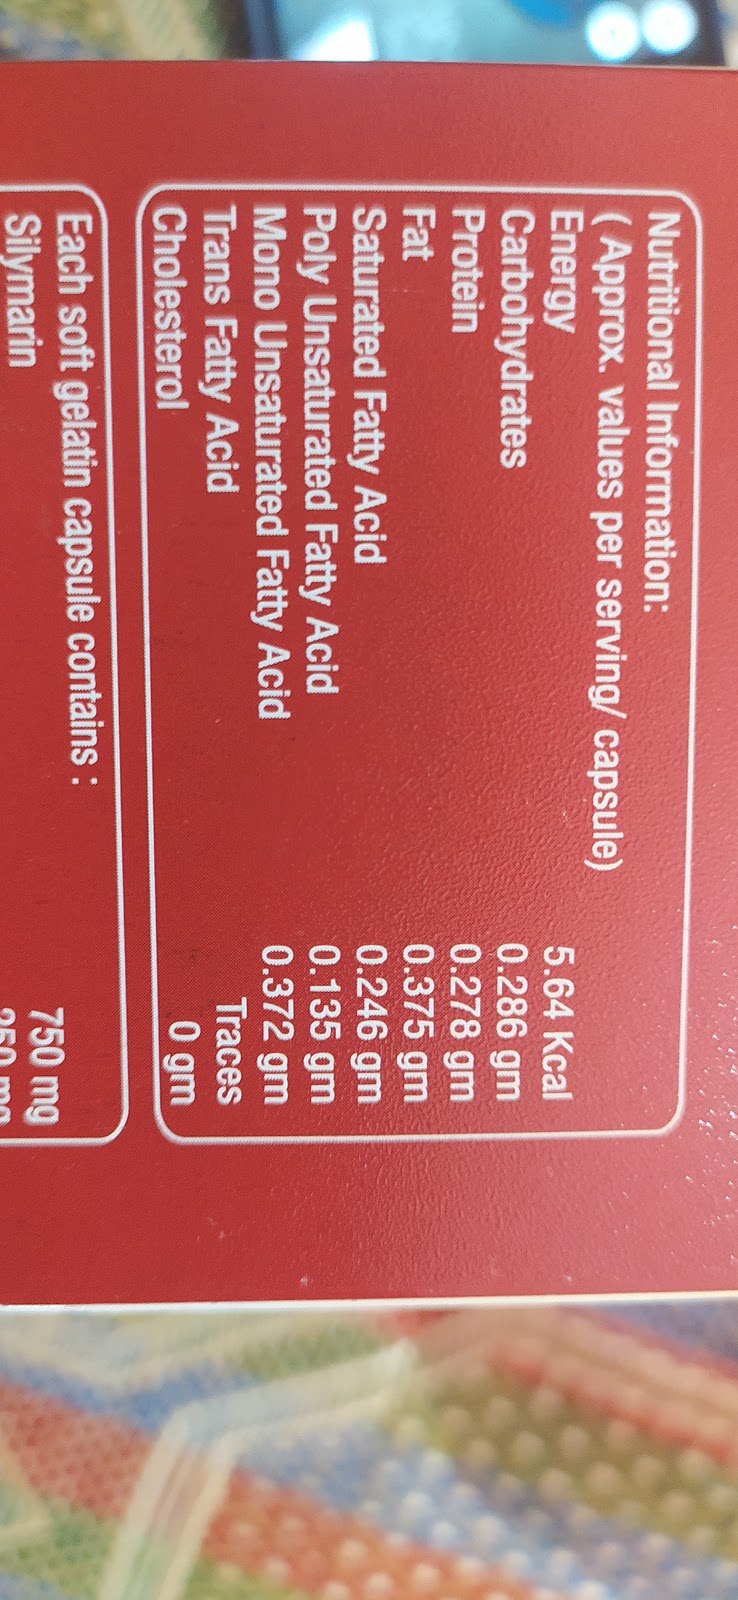 Nutritional Information:
( Approx. values per serving/ capsule)
Energy 5.64 Kcal
Carbohydrates 0.286 gm
Protein 0.278 gm
Fat 0.375 gm
Saturated Fatty Acid 0.246 gm
Poly Unsaturated Fatty Acid 0.135 gm
Mono Unsaturated Fatty Acid 0.372 gm
Trans Fatty Acid Traces
Cholesterol 0 gm
Each soft gelatin capsule contains :
Silymarin 750 mg